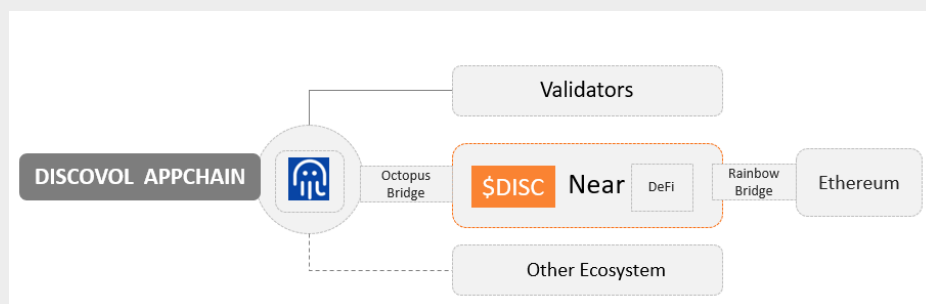 Validators
DISCOVOL APPCHAIN
Octopus
Bridge
$DISC
Near
DeFi
Rainbow
Bridge
Ethereum
Other Ecosystem